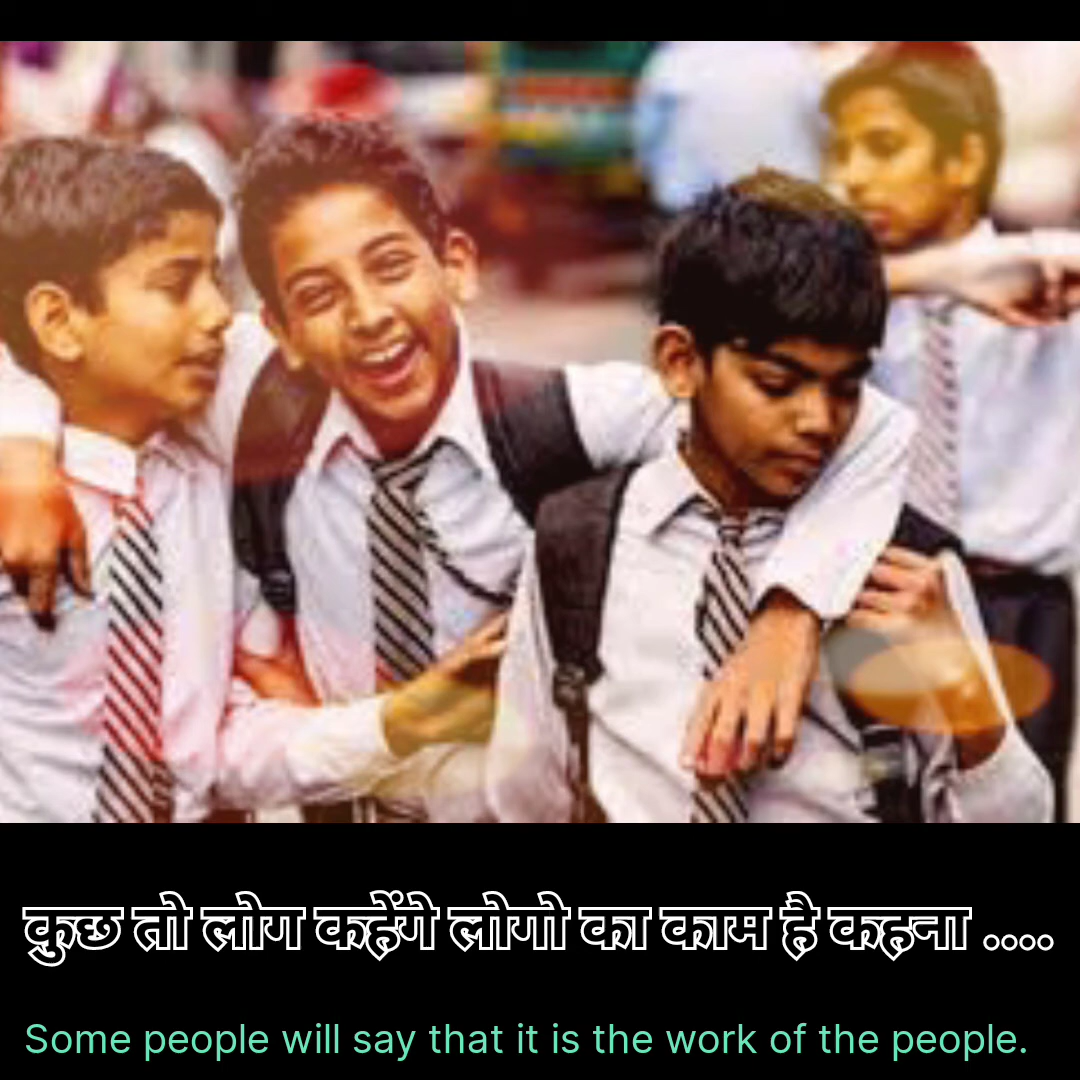 कुछ तो लोग कहेंगे लोगो का काम है कहना ....
Some people will say that it is the work of the people.